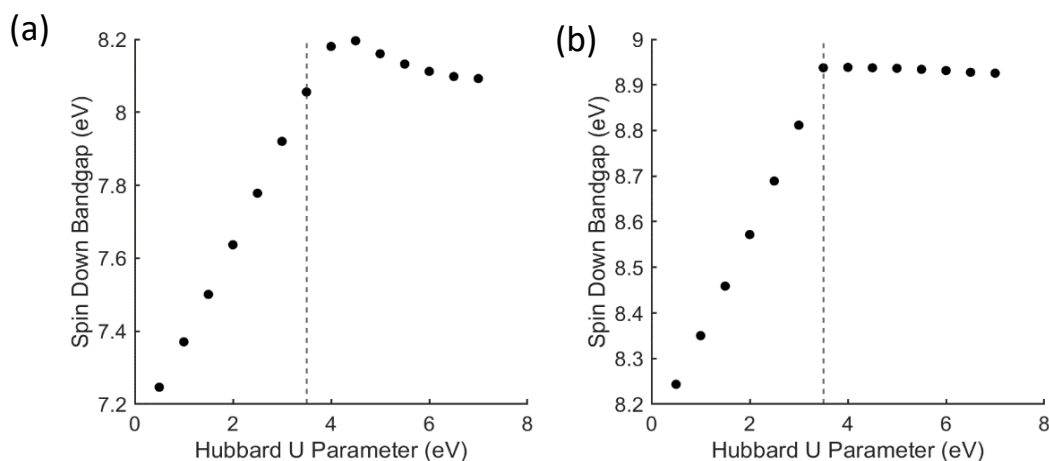 (a)
8.2
8
7.8
7.6
7.4
7.2
Spin Down Bandgap (eV)
0 2 4 6 8
Hubbard U Parameter (eV)
(b)
9
8.9
8.8
8.7
8.6
8.5
8.4
8.3
8.2
Spin Down Bandgap (eV)
0 2 4 6 8
Hubbard U Parameter (eV)